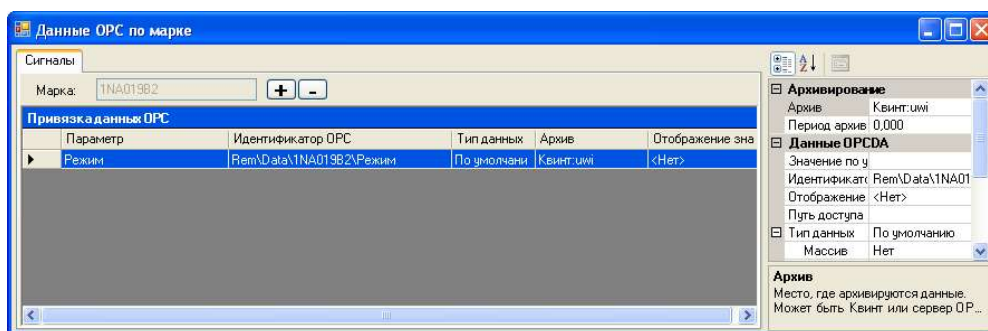 Данные OPC по марке
Сигналы
Марка: 1NA019B2 + -
Привязка данных OPC
Параметр Идентификатор OPC Тип данных Архив Отображение зна
Режим Rem\Data\1NA019B2\Режим По умолчани Квинт:uwi <Нет>
Архивирование
Архив Квинт:uwi
Период архив 0,000
Данные OPCDA
Значение по у
Идентификато Rem\Data\1NA01
Отображение <Нет>
Путь доступа
Тип данных По умолчанию
Массив Нет
Архив
Место, где архивируются данные.
Может быть Квинт или сервер OP...